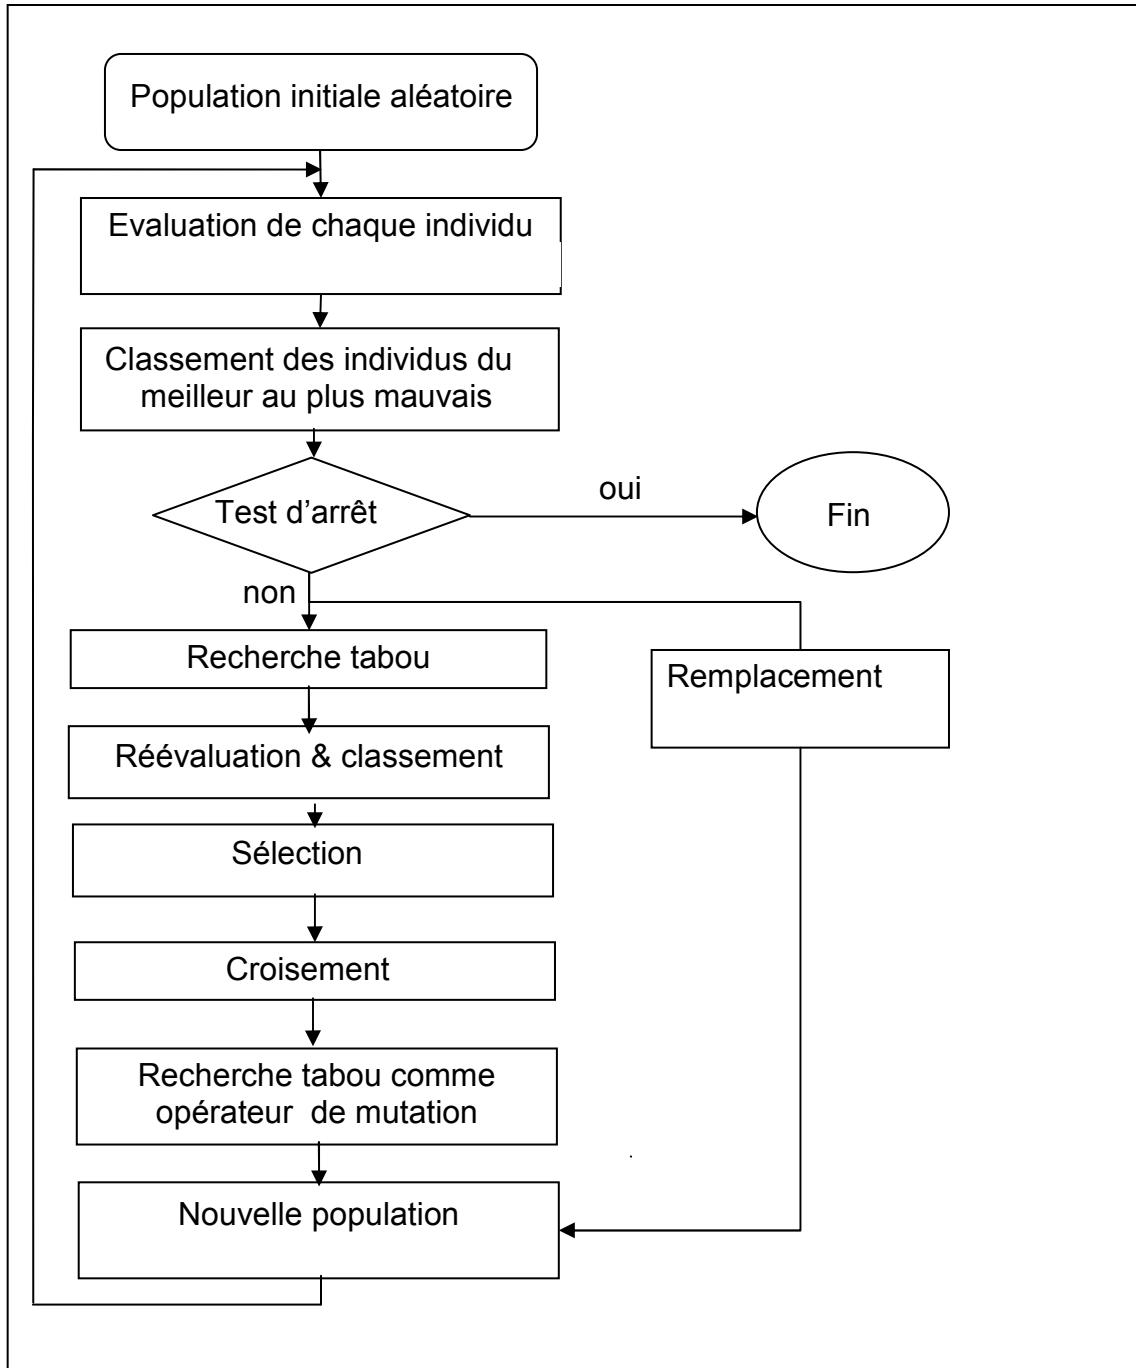 Population initiale aléatoire
Evaluation de chaque individu
Classement des individus du
meilleur au plus mauvais
Test d’arrêt
oui
Fin
non
Recherche tabou
Remplacement
Réévaluation & classement
Sélection
Croisement
Recherche tabou comme
opérateur de mutation
Nouvelle population